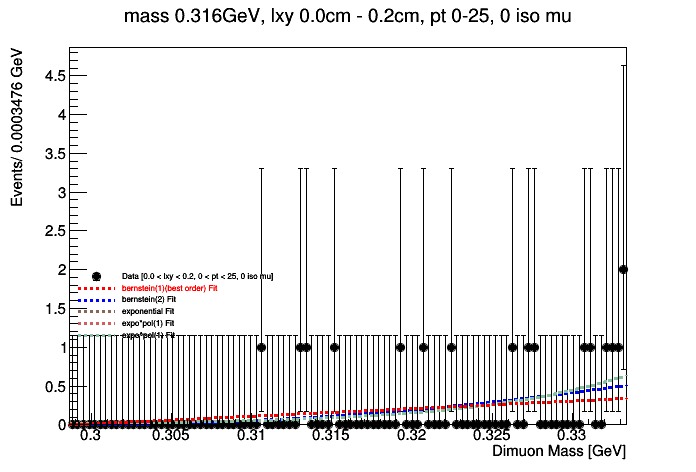 mass 0.316GeV, lxy 0.0cm - 0.2cm, pt 0-25, 0 iso mu
Events/ 0.0003476 GeV
4.5
4
3.5
3
2.5
2
1.5
1
0.5
0
Data [0.0 < lxy < 0.2, 0 < pt < 25, 0 iso mu]
bernstein(1)(best order) Fit
bernstein(2) Fit
exponential Fit
expo*pol(1) Fit
expo*pol(1) Fit
0.3
0.305
0.31
0.315
0.32
0.325
0.33
Dimuon Mass [GeV]